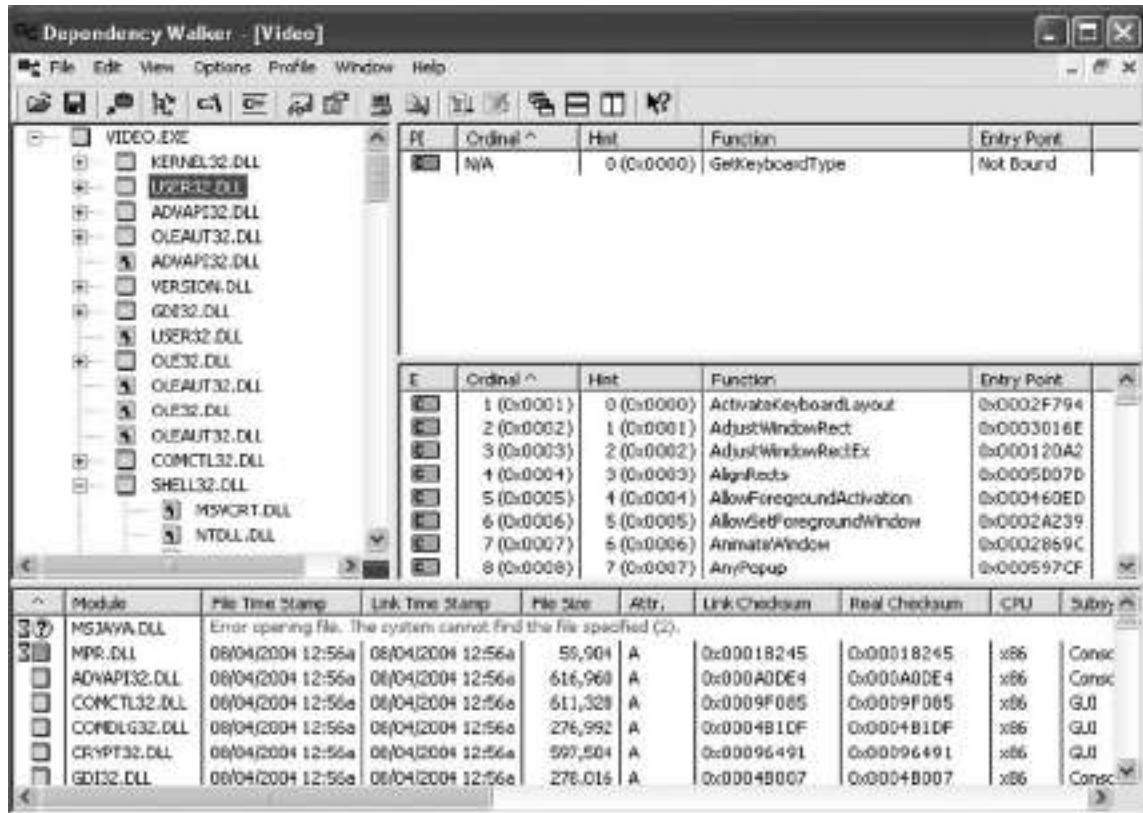 Dependency Walker - [Video]
File Edit View Options Profile Window Help
VIDEO.EXE
KERNEL32.DLL
USER32.DLL
ADVAPI32.DLL
OLEAUT32.DLL
ADVAPI32.DLL
VERSION.DLL
GDI32.DLL
USER32.DLL
OLE32.DLL
OLEAUT32.DLL
OLE32.DLL
OLEAUT32.DLL
COMCTL32.DLL
SHELL32.DLL
MSVCRT.DLL
NTDLL.DLL
PI Ordinal ^ Hint Function Entry Point
C N/A 0 (0x0000) GetKeyboardType Not Bound
E Ordinal ^ Hint Function Entry Point
C 1 (0x0001) 0 (0x0000) ActivateKeyboardLayout 0x0002F794
C 2 (0x0002) 1 (0x0001) AdjustWindowRect 0x0003016E
C 3 (0x0003) 2 (0x0002) AdjustWindowRectEx 0x000120A2
C 4 (0x0004) 3 (0x0003) AlignRects 0x0005D07D
C 5 (0x0005) 4 (0x0004) AllowForegroundActivation 0x000460ED
C 6 (0x0006) 5 (0x0005) AllowSetForegroundWindow 0x0002A239
C 7 (0x0007) 6 (0x0006) AnimateWindow 0x0002869C
C 8 (0x0008) 7 (0x0007) AnyPopup 0x000597CF
^ Module File Time Stamp Link Time Stamp File Size Attr. Link Checksum Real Checksum CPU Subsy
MSJAVA.DLL Error opening file. The system cannot find the file specified (2).
MPR.DLL 08/04/2004 12:56a 08/04/2004 12:56a 59,904 A 0x00018245 0x00018245 x86 Consc
ADVAPI32.DLL 08/04/2004 12:56a 08/04/2004 12:56a 616,960 A 0x000A0DE4 0x000A0DE4 x86 Consc
COMCTL32.DLL 08/04/2004 12:56a 08/04/2004 12:56a 611,328 A 0x0009F085 0x0009F085 x86 GUI
COMDLG32.DLL 08/04/2004 12:56a 08/04/2004 12:56a 276,992 A 0x0004B1DF 0x0004B1DF x86 GUI
CRYPT32.DLL 08/04/2004 12:56a 08/04/2004 12:56a 597,504 A 0x00096491 0x00096491 x86 GUI
GDI32.DLL 08/04/2004 12:56a 08/04/2004 12:56a 278,016 A 0x0004B007 0x0004B007 x86 Consc